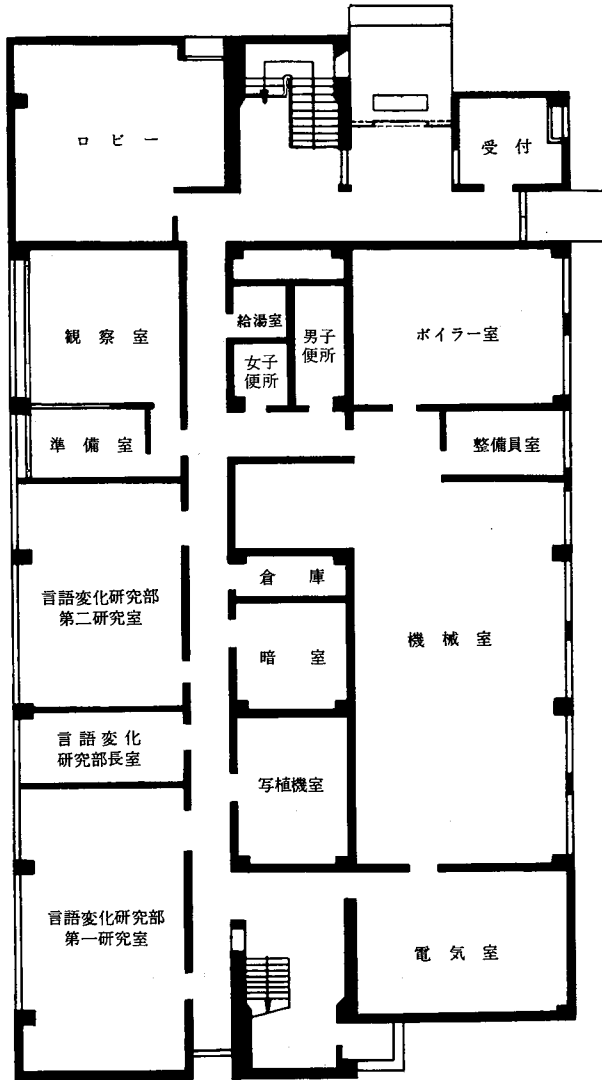 ロビー
受付
観察室
給湯室
男子
便所
女子
便所
ボイラー室
準備室
整備員室
言語変化研究部
第二研究室
倉庫
暗室
機械室
言語変化
研究部長室
写植機室
言語変化研究部
第一研究室
電気室